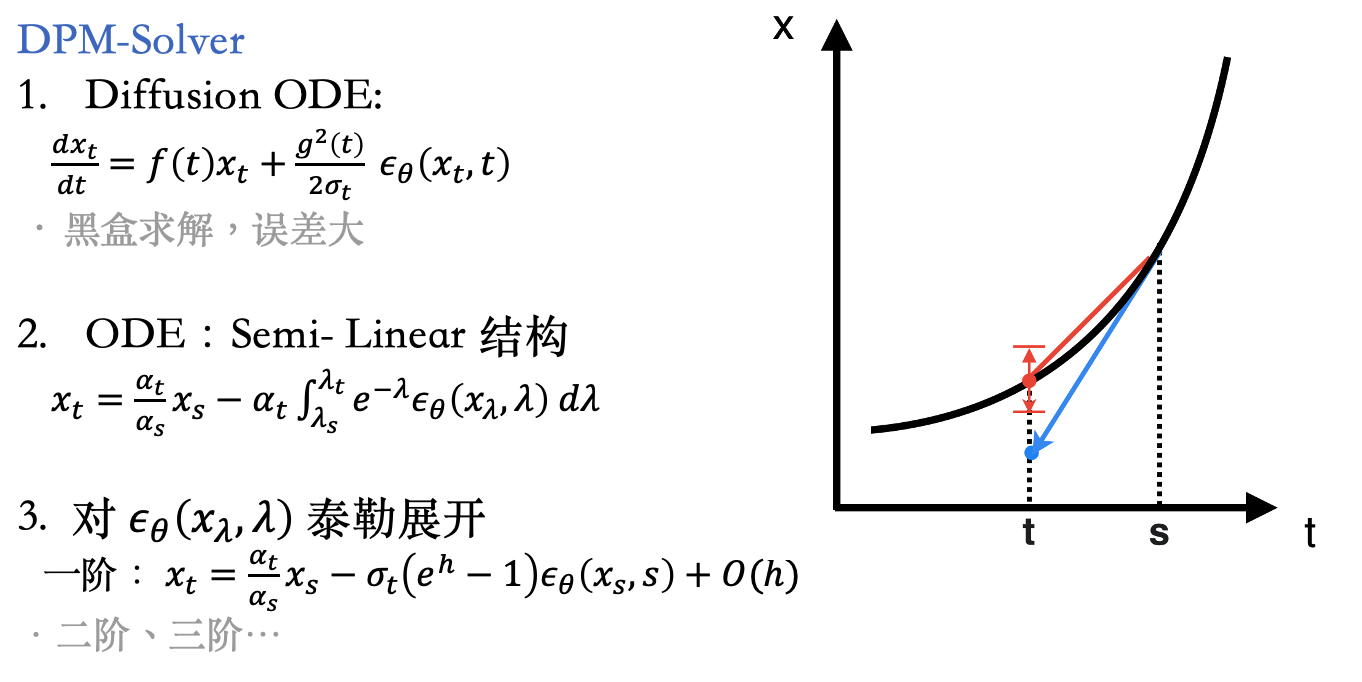 DPM-Solver
1. Diffusion ODE:
$\frac{dx_t}{dt} = f(t)x_t + \frac{g^2(t)}{2\sigma_t} \epsilon_\theta(x_t, t)$
· 黑盒求解，误差大
2. ODE：Semi- Linear 结构
$x_t = \frac{\alpha_t}{\alpha_s} x_s - \alpha_t \int_{\lambda_s}^{\lambda_t} e^{-\lambda} \epsilon_\theta(x_\lambda, \lambda) \, d\lambda$
3. 对 $\epsilon_\theta(x_\lambda, \lambda)$ 泰勒展开
一阶： $x_t = \frac{\alpha_t}{\alpha_s} x_s - \sigma_t (e^h - 1) \epsilon_\theta(x_s, s) + O(h)$
· 二阶、三阶…
x
t
s
t